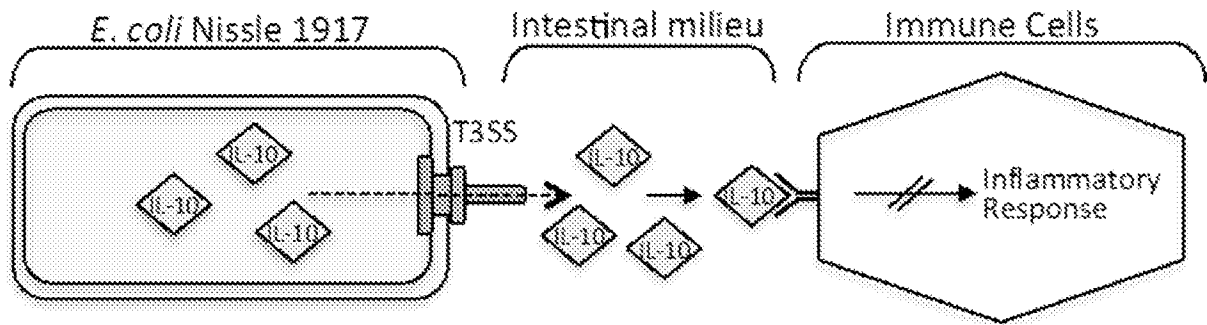 E. coli Nissle 1917
Intestinal milieu
Immune Cells
T3SS
IL-10
IL-10
IL-10
IL-10
IL-10
IL-10
IL-10
Inflammatory
Response